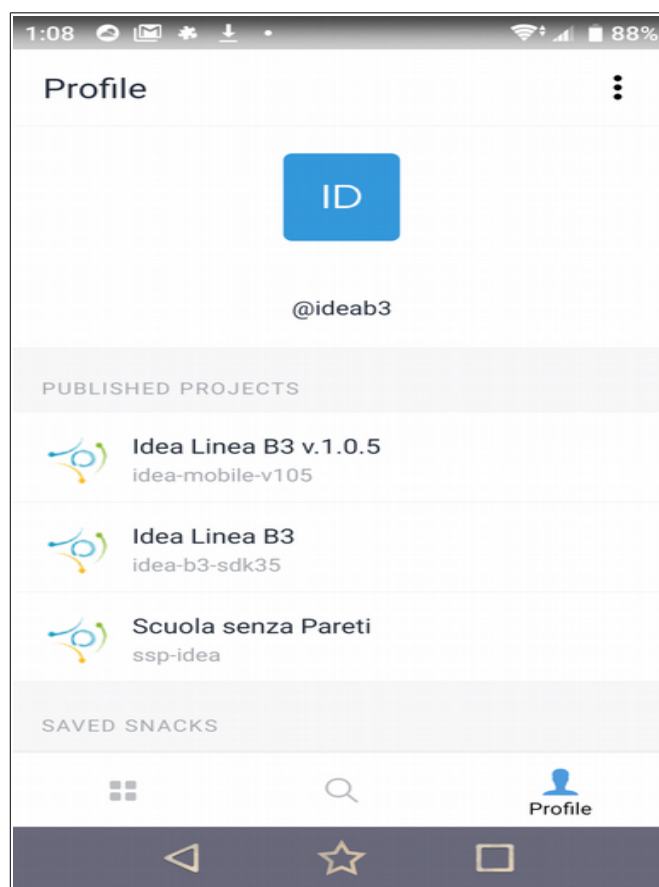 1:08 88%
Profile
ID
@ideab3
PUBLISHED PROJECTS
Idea Linea B3 v.1.0.5
idea-mobile-v105
Idea Linea B3
idea-b3-sdk35
Scuola senza Pareti
ssp-idea
SAVED SNACKS
Profile